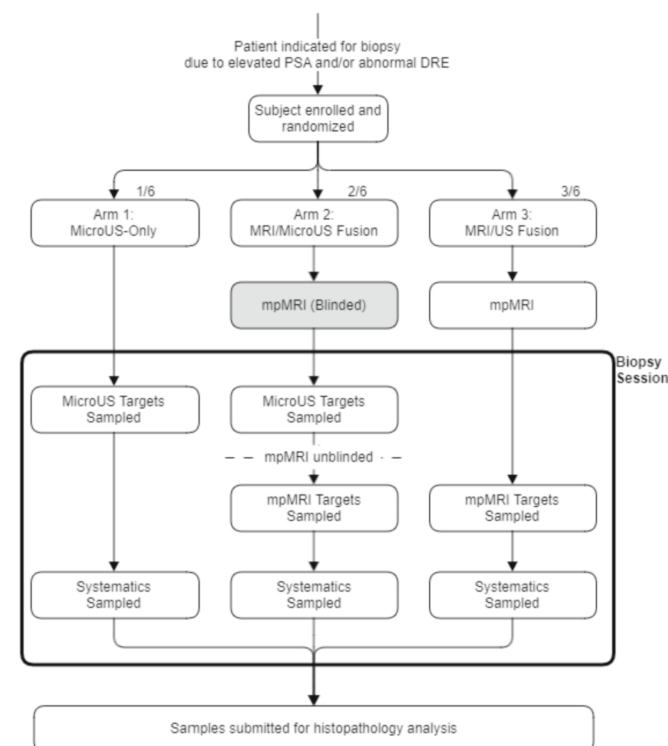 Patient indicated for biopsy
due to elevated PSA and/or abnormal DRE
Subject enrolled and
randomized
1/6
2/6
3/6
Arm 1:
MicroUS-Only
Arm 2:
MRI/MicroUS Fusion
Arm 3:
MRI/US Fusion
mpMRI (Blinded)
mpMRI
Biopsy
Session
MicroUS Targets
Sampled
MicroUS Targets
Sampled
mpMRI unblinded
mpMRI Targets
Sampled
mpMRI Targets
Sampled
Systematics
Sampled
Systematics
Sampled
Systematics
Sampled
Samples submitted for histopathology analysis